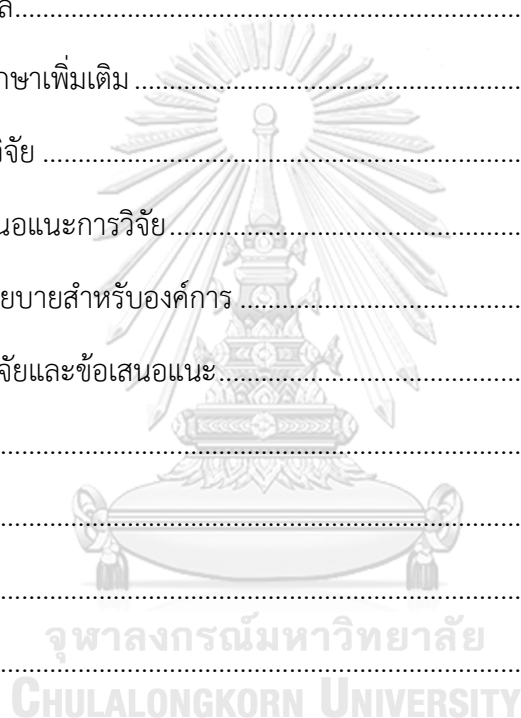 ล................................................................
กษาเพิ่มเติม ................................................
วิจัย ............................................................
นอแนะการวิจัย............................................
ยบายสำหรับองค์การ ...................................
จัยและข้อเสนอแนะ......................................
..................................................................
..................................................................
..................................................................
จุฬาลงกรณ์มหาวิทยาลัย
..................................................................
CHULALONGKORN UNIVERSITY